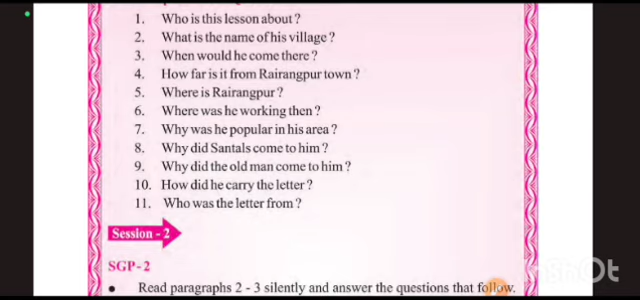 1. Who is this lesson about ?
2. What is the name of his village ?
3. When would he come there ?
4. How far is it from Rairangpur town ?
5. Where is Rairangpur ?
6. Where was he working then ?
7. Why was he popular in his area ?
8. Why did Santals come to him ?
9. Why did the old man come to him ?
10. How did he carry the letter ?
11. Who was the letter from ?
Session - 2
SGP - 2
• Read paragraphs 2 - 3 silently and answer the questions that follow.